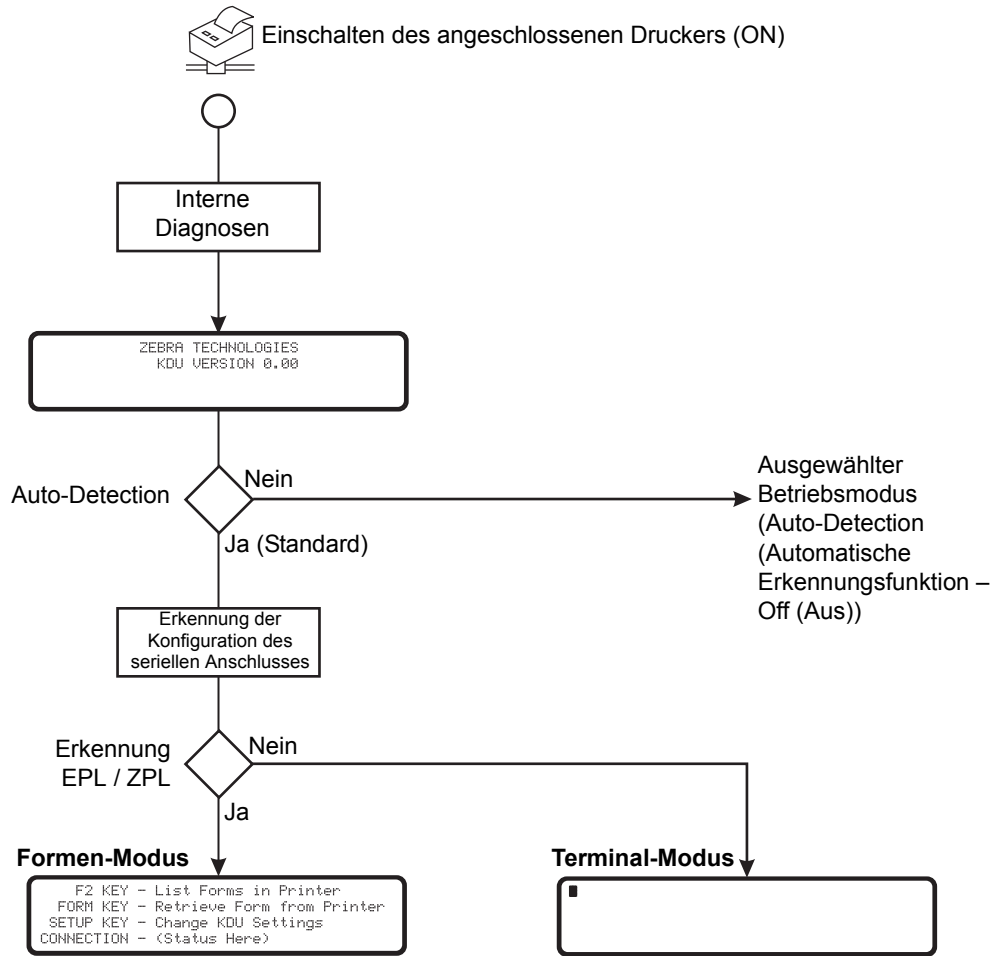 Einschalten des angeschlossenen Druckers (ON)
Interne
Diagnosen
ZEBRA TECHNOLOGIES
KDU VERSION 0.00
Auto-Detection
Nein
Ja (Standard)
Ausgewählter
Betriebsmodus
(Auto-Detection
(Automatische
Erkennungsfunktion –
Off (Aus))
Erkennung der
Konfiguration des
seriellen Anschlusses
Erkennung
EPL / ZPL
Nein
Ja
Formen-Modus
F2 KEY - List Forms in Printer
FORM KEY - Retrieve Form from Printer
SETUP KEY - Change KDU Settings
CONNECTION - (Status Here)
Terminal-Modus